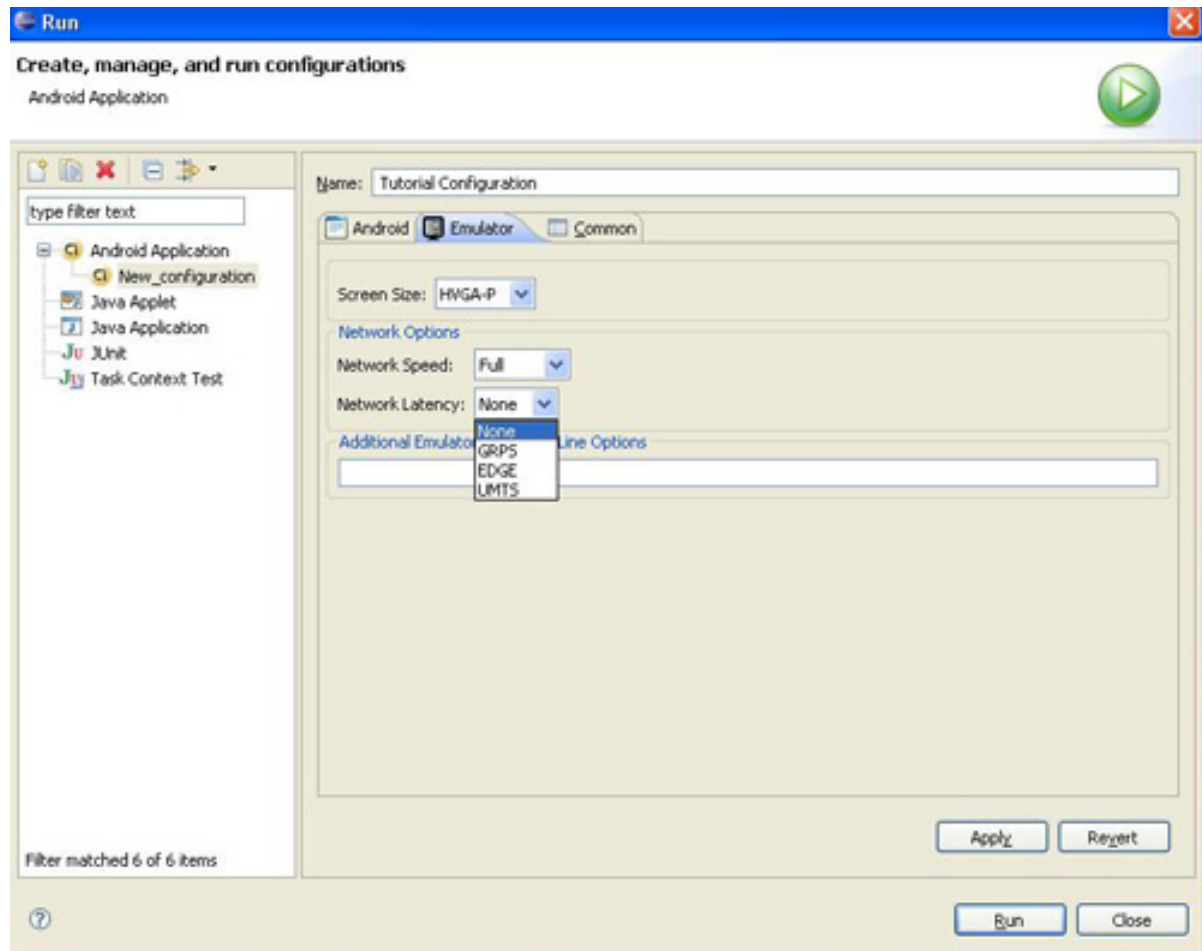 Run
Create, manage, and run configurations
Android Application
type filter text
Android Application
New_configuration
Java Applet
Java Application
JUnit
Task Context Test
Filter matched 6 of 6 items
Name: Tutorial Configuration
Android Emulator Common
Screen Size: HVGA-P
Network Options
Network Speed: Full
Network Latency: None
None
GRPS
EDGE
UMTS
Additional Emulator Line Options
Apply Revert
Run Close